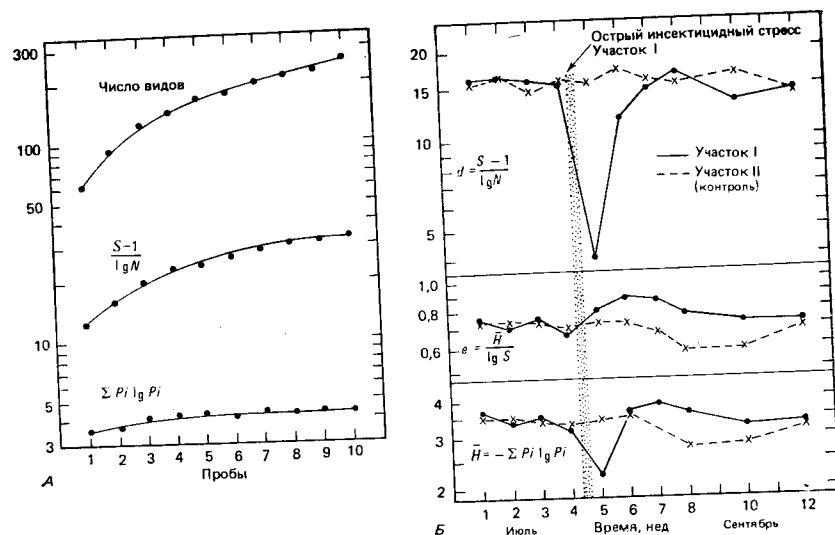 300
100
50
10
5
4
3
Число видов
S−1
lgN
Σ Pi lg Pi
1 2 3 4 5 6 7 8 9 10
Пробы
А
Острый инсектицидный стресс
Участок I
20
15
10
5
d = S−1
lgN
Участок I
Участок II
(контроль)
1,0
0,8
0,6
e = H̅
lg S
4
3
2
H̅ = − Σ Pi lg Pi
1 2 3 4 5 6 7 8 10 12
Б
Июль Время, нед Сентябрь